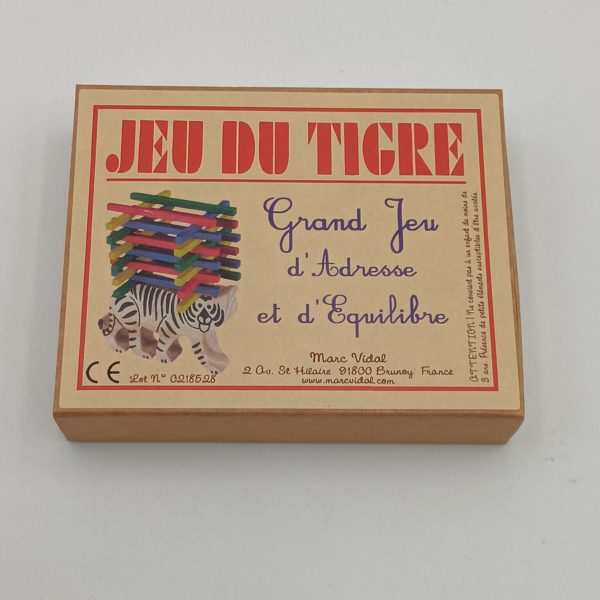 JEU DU TIGRE
Grand Jeu
d'Adresse
et d'Equilibre
Marc Vidal
2 Av. St Hilaire 91800 Brunoy France
www.marcvidal.com
CE Lot N° 0218528
ATTENTION ! Ne convient pas à un enfant de moins de
3 ans. Présence de petits éléments susceptibles d'être avalés.